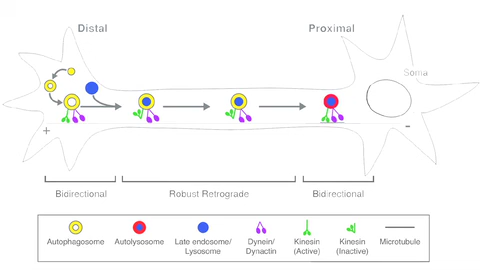 Distal
Proximal
Soma
+
-
Bidirectional
Robust Retrograde
Bidirectional
Autophagosome
Autolysosome
Late endosome/
Lysosome
Dynein/
Dynactin
Kinesin
(Active)
Kinesin
(Inactive)
Microtubule